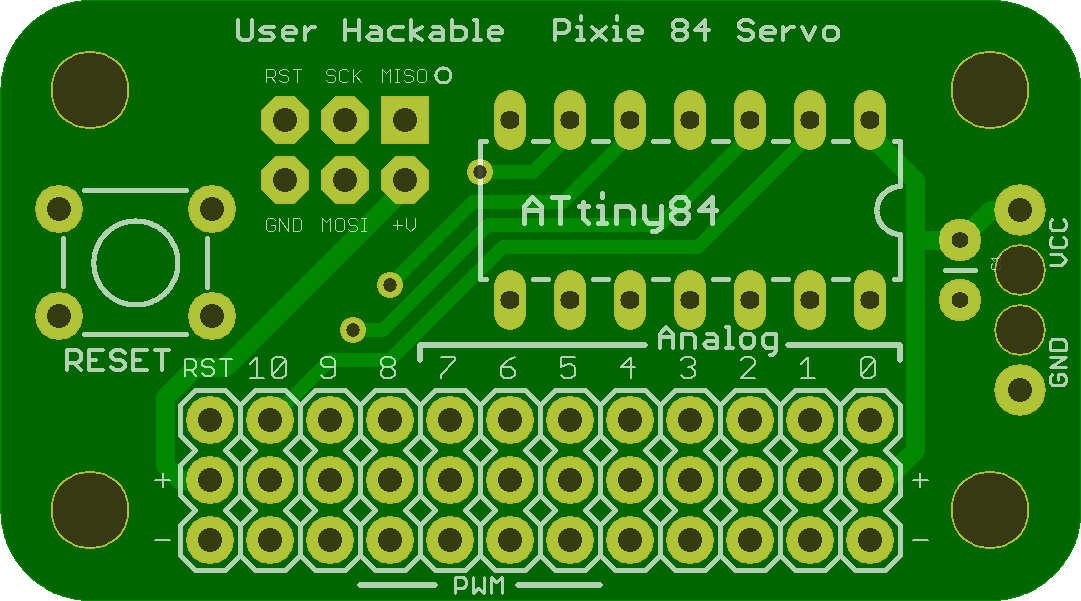 User Hackable Pixie 84 Servo
RST SCK MISO
GND MOSI +V
ATtiny84
VCC
GND
RESET
Analog
RST 10 9 8 7 6 5 4 3 2 1 0
+ +
- -
PWM